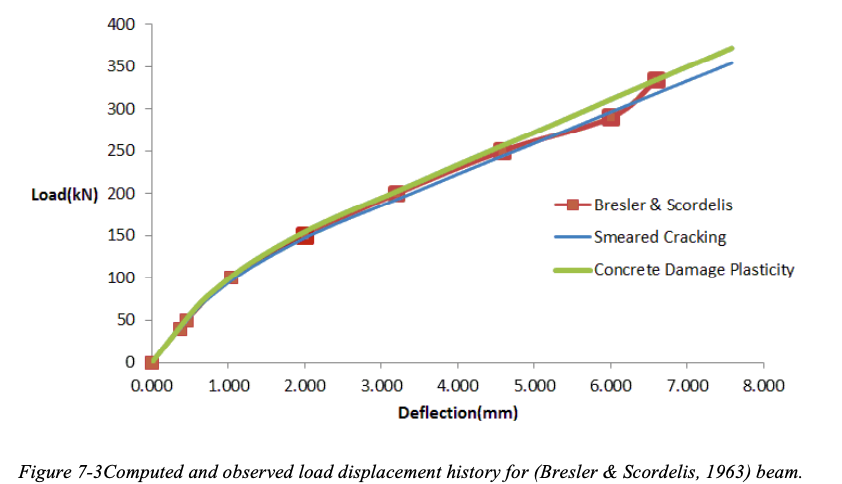 400
350
300
250
Load(kN)
200
150
100
50
0
Bresler & Scordelis
Smeared Cracking
Concrete Damage Plasticity
0.000 1.000 2.000 3.000 4.000 5.000 6.000 7.000 8.000
Deflection(mm)
Figure 7-3Computed and observed load displacement history for (Bresler & Scordelis, 1963) beam.